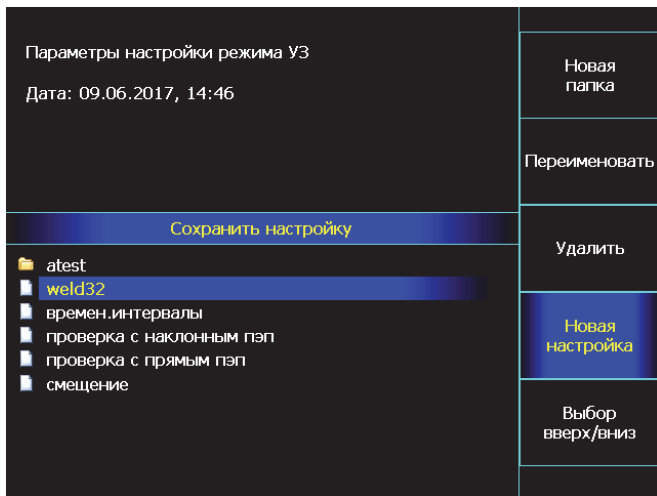 Параметры настройки режима УЗ
Дата: 09.06.2017, 14:46
Сохранить настройку
atest
weld32
времен.интервалы
проверка с наклонным пэп
проверка с прямым пэп
смещение
Новая
папка
Переименовать
Удалить
Новая
настройка
Выбор
вверх/вниз